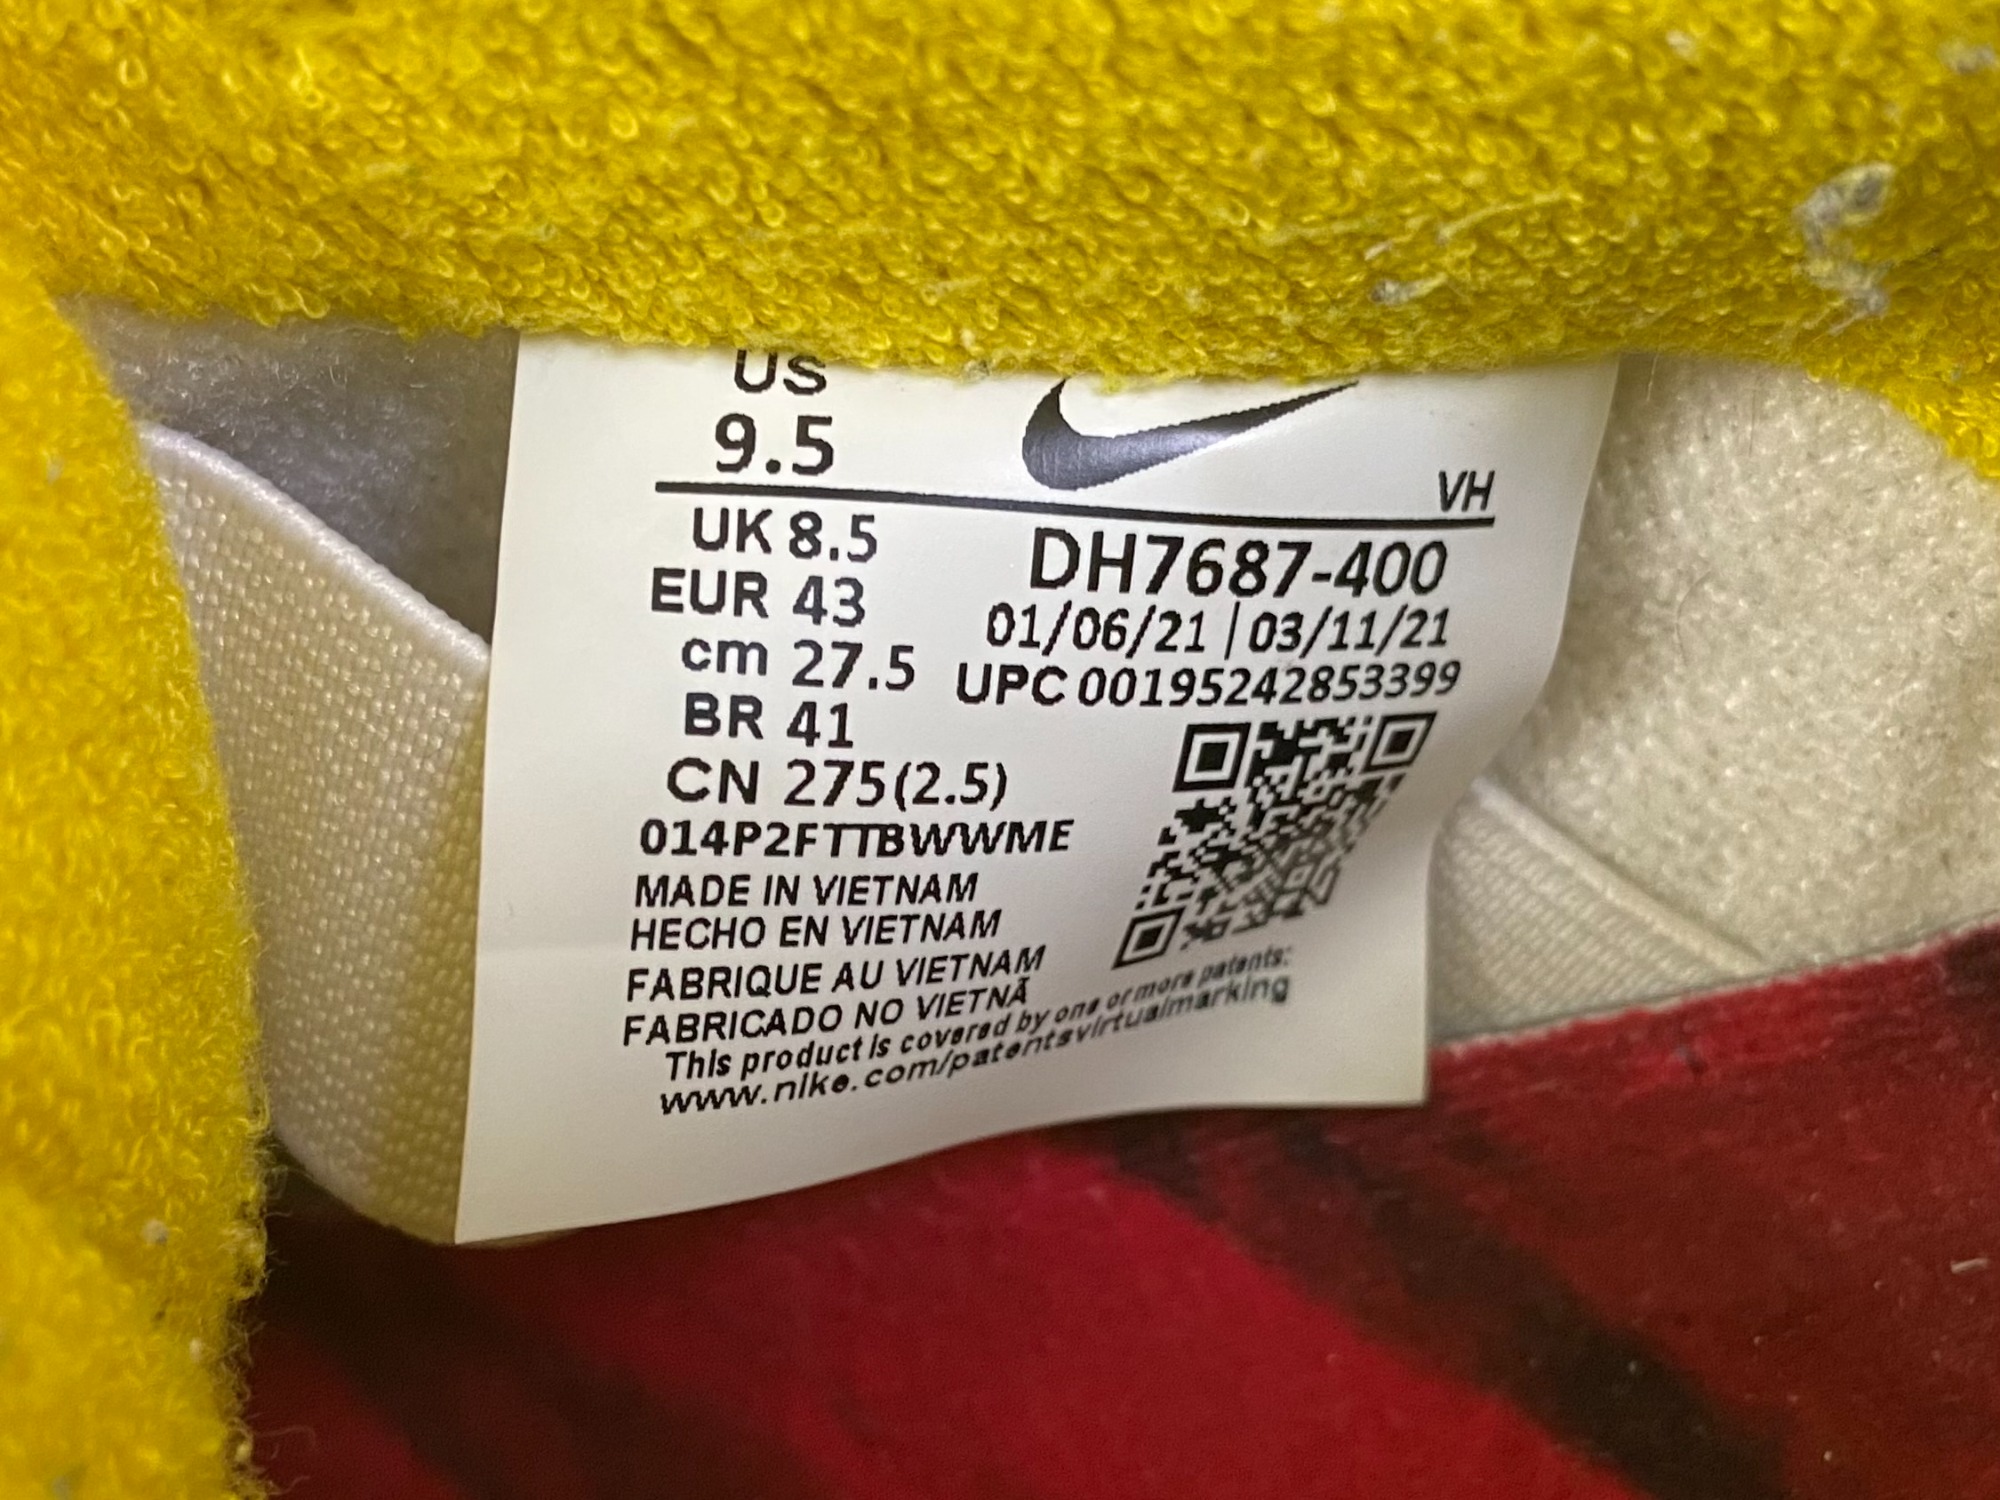 US
9.5
VH
UK 8.5
EUR 43
cm 27.5
BR 41
CN 275(2.5)
DH7687-400
01/06/21 | 03/11/21
UPC 00195242853399
014P2FTTBWWME
MADE IN VIETNAM
HECHO EN VIETNAM
FABRIQUE AU VIETNAM
FABRICADO NO VIETNÃ
This product is covered by one or more patents:
www.nike.com/patentsvirtualmarking